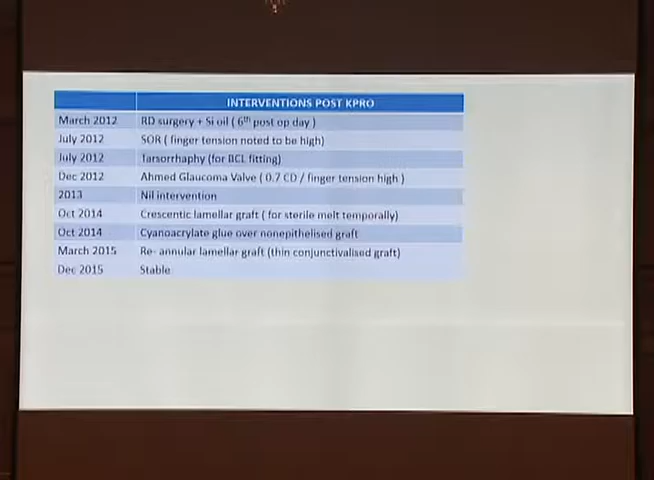 INTERVENTIONS POST KPRO
March 2012 RD surgery + Si oil ( 6th post op day )
July 2012 SOR ( finger tension noted to be high)
July 2012 Tarsorrhaphy (for BCL fitting)
Dec 2012 Ahmed Glaucoma Valve ( 0.7 CD / finger tension high )
2013 Nil intervention
Oct 2014 Crescentic lamellar graft ( for sterile melt temporally)
Oct 2014 Cyanoacrylate glue over nonepithelised graft
March 2015 Re- annular lamellar graft (thin conjunctivalised graft)
Dec 2015 Stable